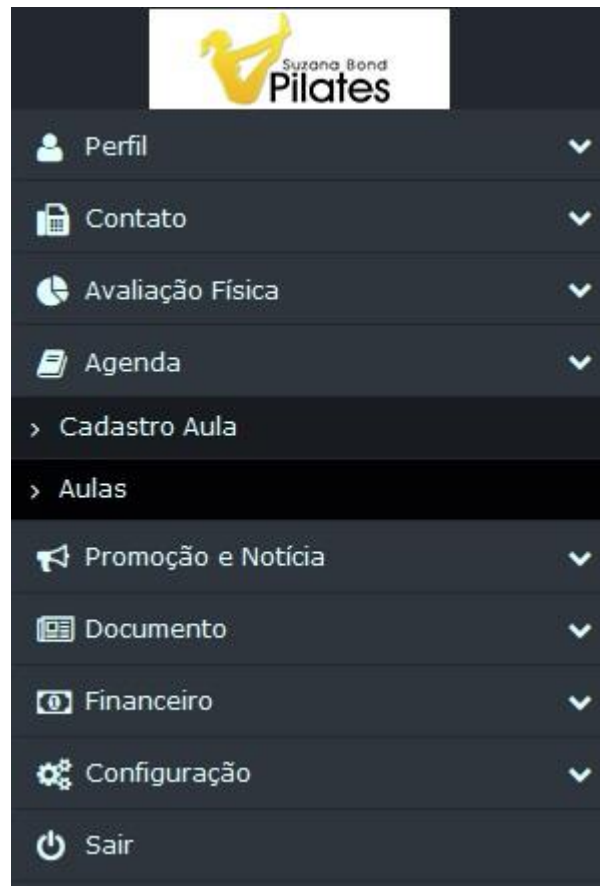 Suzana Bond
Pilates
Perfil
Contato
Avaliação Física
Agenda
> Cadastro Aula
> Aulas
Promoção e Notícia
Documento
Financeiro
Configuração
Sair